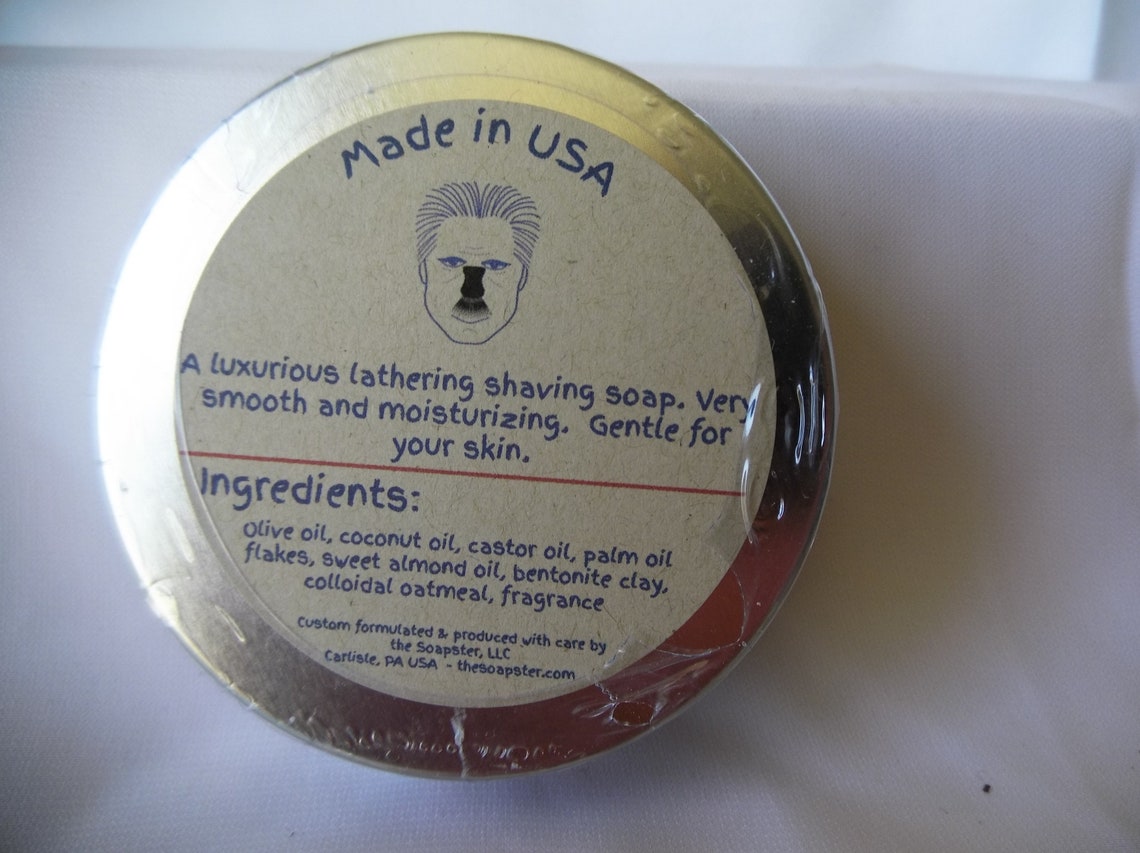 Made in USA
A luxurious lathering shaving soap. Very
smooth and moisturizing. Gentle for
your skin.
Ingredients:
Olive oil, coconut oil, castor oil, palm oil
flakes, sweet almond oil, bentonite clay,
colloidal oatmeal, fragrance
Custom formulated & produced with care by
the Soapster, LLC
Carlisle, PA USA - thesoapster.com